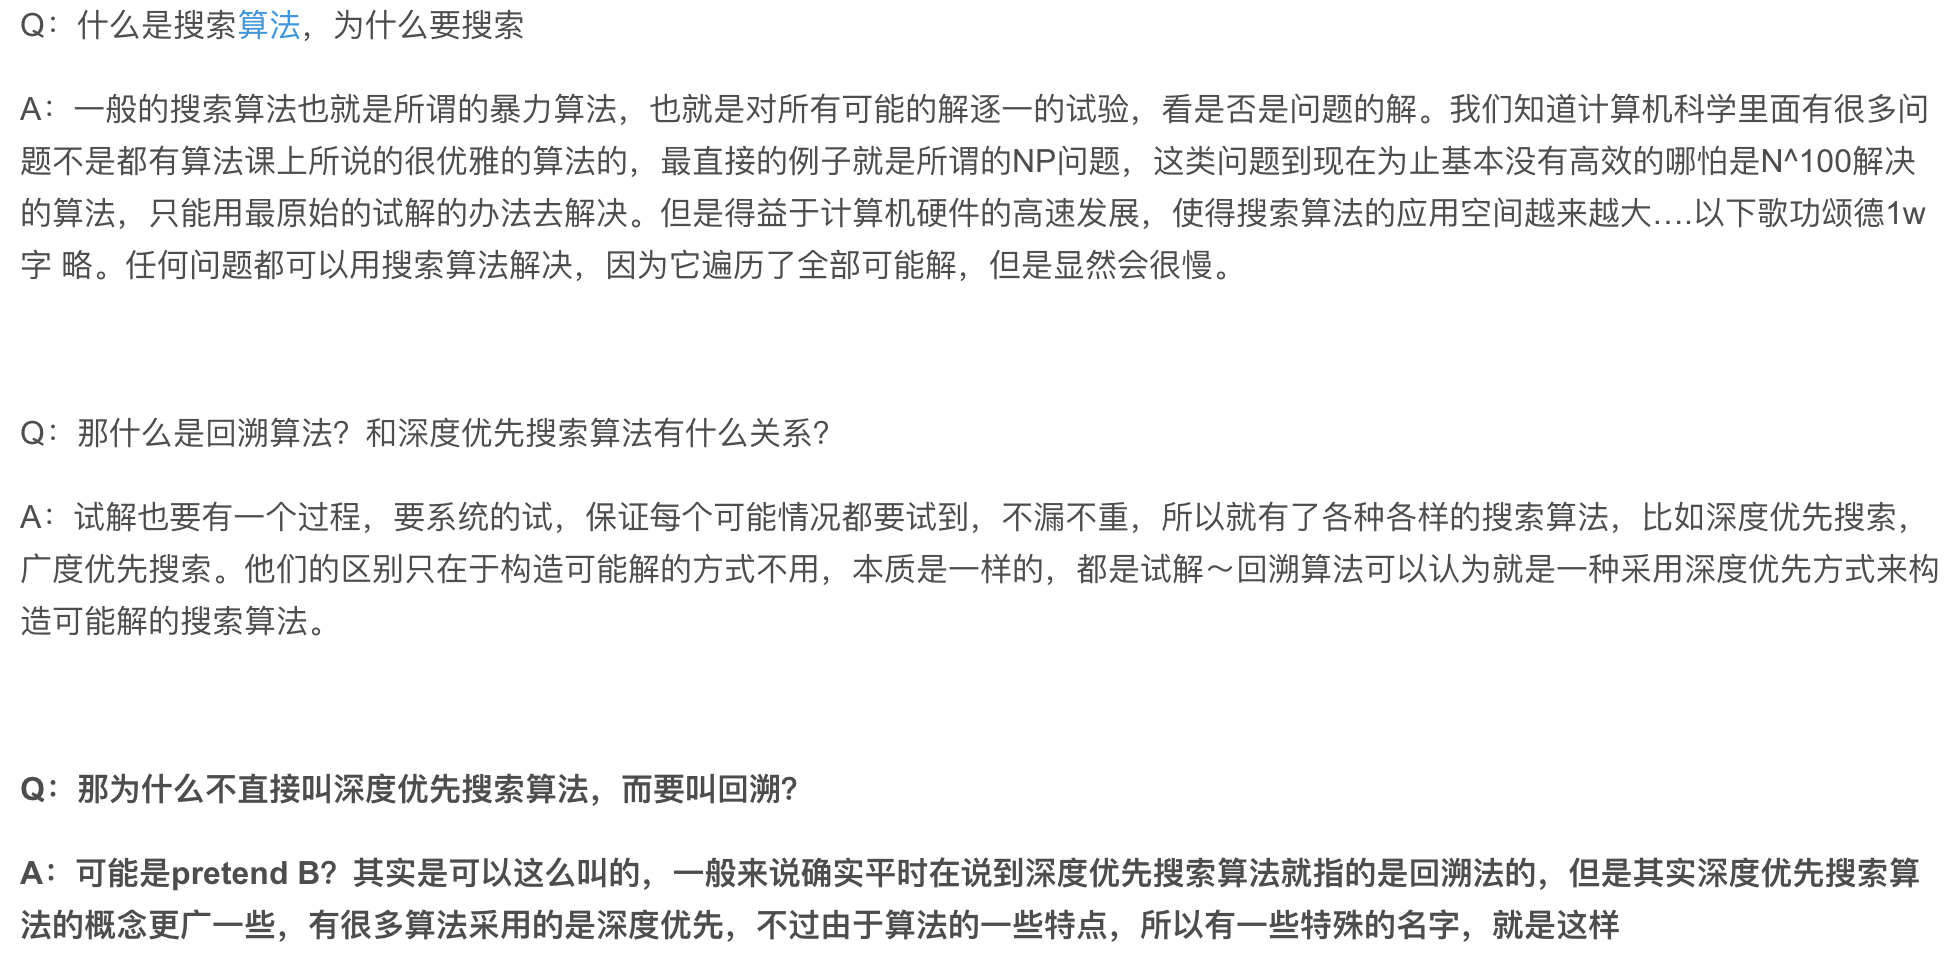 Q：什么是搜索算法，为什么要搜索
A：一般的搜索算法也就是所谓的暴力算法，也就是对所有可能的解逐一的试验，看是否是问题的解。我们知道计算机科学里面有很多问
题不是都有算法课上所说的很优雅的算法的，最直接的例子就是所谓的NP问题，这类问题到现在为止基本没有高效的哪怕是N^100解决
的算法，只能用最原始的试解的办法去解决。但是得益于计算机硬件的高速发展，使得搜索算法的应用空间越来越大....以下歌功颂德1w
字 略。任何问题都可以用搜索算法解决，因为它遍历了全部可能解，但是显然会很慢。
Q：那什么是回溯算法？和深度优先搜索算法有什么关系？
A：试解也要有一个过程，要系统的试，保证每个可能情况都要试到，不漏不重，所以就有了各种各样的搜索算法，比如深度优先搜索，
广度优先搜索。他们的区别只在于构造可能解的方式不用，本质是一样的，都是试解～回溯算法可以认为就是一种采用深度优先方式来构
造可能解的搜索算法。
Q：那为什么不直接叫深度优先搜索算法，而要叫回溯？
A：可能是pretend B？其实是可以这么叫的，一般来说确实平时在说到深度优先搜索算法就指的是回溯法的，但是其实深度优先搜索算
法的概念更广一些，有很多算法采用的是深度优先，不过由于算法的一些特点，所以有一些特殊的名字，就是这样